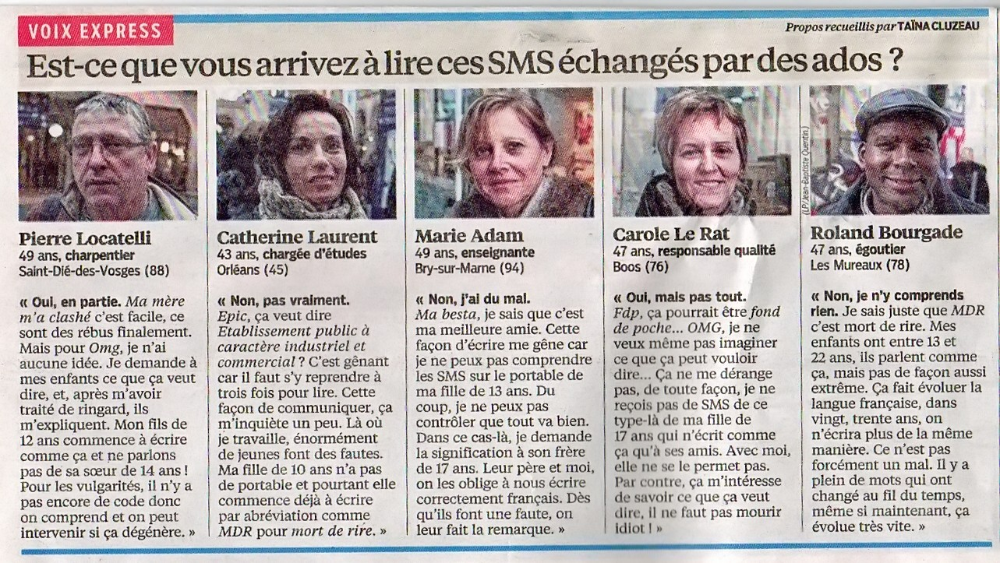 VOIX EXPRESS
Propos recueillis par TAÏNA CLUZEAU
Est-ce que vous arrivez à lire ces SMS échangés par des ados ?
Pierre Locatelli
49 ans, charpentier
Saint-Dié-des-Vosges (88)
« Oui, en partie. Ma mère
m'a clashé c'est facile, ce
sont des rébus finalement.
Mais pour Omg, je n'ai
aucune idée. Je demande à
mes enfants ce que ça veut
dire, et, après m'avoir
traité de ringard, ils
m'expliquent. Mon fils de
12 ans commence à écrire
comme ça et ne parlons
pas de sa sœur de 14 ans !
Pour les vulgarités, il n'y a
pas encore de code donc
on comprend et on peut
intervenir si ça dégénère. »
Catherine Laurent
43 ans, chargée d'études
Orléans (45)
« Non, pas vraiment.
Epic, ça veut dire
Etablissement public à
caractère industriel et
commercial ? C'est gênant
car il faut s'y reprendre à
trois fois pour lire. Cette
façon de communiquer, ça
m'inquiète un peu. Là où
je travaille, énormément
de jeunes font des fautes.
Ma fille de 10 ans n'a pas
de portable et pourtant elle
commence déjà à écrire
par abréviation comme
MDR pour mort de rire. »
Marie Adam
49 ans, enseignante
Bry-sur-Marne (94)
« Non, j'ai du mal.
Ma besta, je sais que c'est
ma meilleure amie. Cette
façon d'écrire me gêne car
je ne peux pas comprendre
les SMS sur le portable de
ma fille de 13 ans. Du
coup, je ne peux pas
contrôler que tout va bien.
Dans ce cas-là, je demande
la signification à son frère
de 17 ans. Leur père et moi,
on les oblige à nous écrire
correctement français. Dès
qu'ils font une faute, on
leur fait la remarque. »
Carole Le Rat
47 ans, responsable qualité
Boos (76)
« Oui, mais pas tout.
Fdp, ça pourrait être fond
de poche... OMG, je ne
veux même pas imaginer
ce que ça peut vouloir
dire... Ça ne me dérange
pas, de toute façon, je ne
reçois pas de SMS de ce
type-là de ma fille de
17 ans qui n'écrit comme
ça qu'à ses amis. Avec moi,
elle ne se le permet pas.
Par contre, ça m'intéresse
de savoir ce que ça veut
dire, il ne faut pas mourir
idiot ! »
(LP/Jean-Baptiste Quentin.)
Roland Bourgade
47 ans, égoutier
Les Mureaux (78)
« Non, je n'y comprends
rien. Je sais juste que MDR
c'est mort de rire. Mes
enfants ont entre 13 et
22 ans, ils parlent comme
ça, mais pas de façon aussi
extrême. Ça fait évoluer la
langue française, dans
vingt, trente ans, on
n'écrira plus de la même
manière. Ce n'est pas
forcément un mal. Il y a
plein de mots qui ont
changé au fil du temps,
même si maintenant, ça
évolue très vite. »